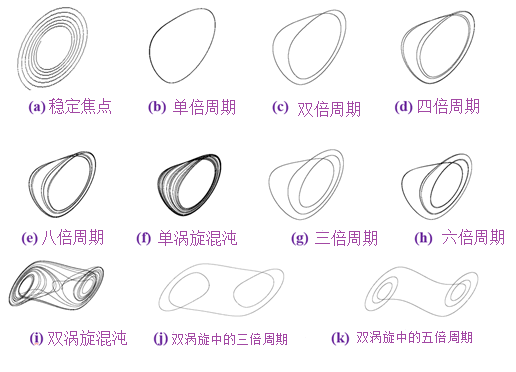 (a) 稳定焦点 (b) 单倍周期 (c) 双倍周期 (d) 四倍周期
(e) 八倍周期 (f) 单涡旋混沌 (g) 三倍周期 (h) 六倍周期
(i) 双涡旋混沌 (j) 双涡旋中的三倍周期 (k) 双涡旋中的五倍周期